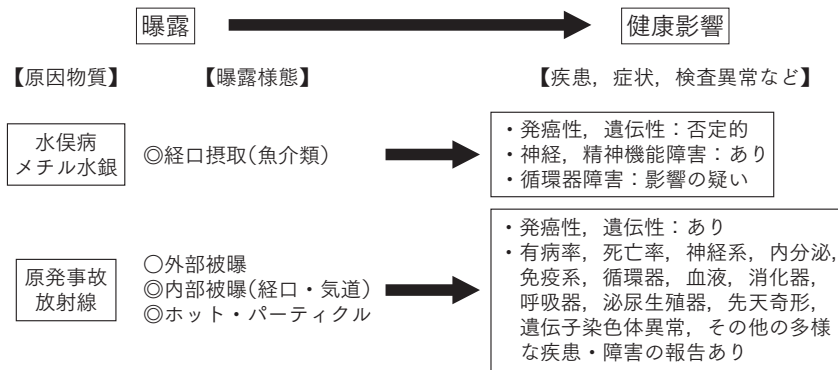 曝露
健康影響
【原因物質】
【曝露様態】
【疾患，症状，検査異常など】
水俣病
メチル水銀
◎経口摂取(魚介類)
・発癌性，遺伝性：否定的
・神経，精神機能障害：あり
・循環器障害：影響の疑い
原発事故
放射線
○外部被曝
◎内部被曝(経口・気道)
◎ホット・パーティクル
・発癌性，遺伝性：あり
・有病率，死亡率，神経系，内分泌，
免疫系，循環器，血液，消化器，
呼吸器，泌尿生殖器，先天奇形，
遺伝子染色体異常，その他の多様
な疾患・障害の報告あり